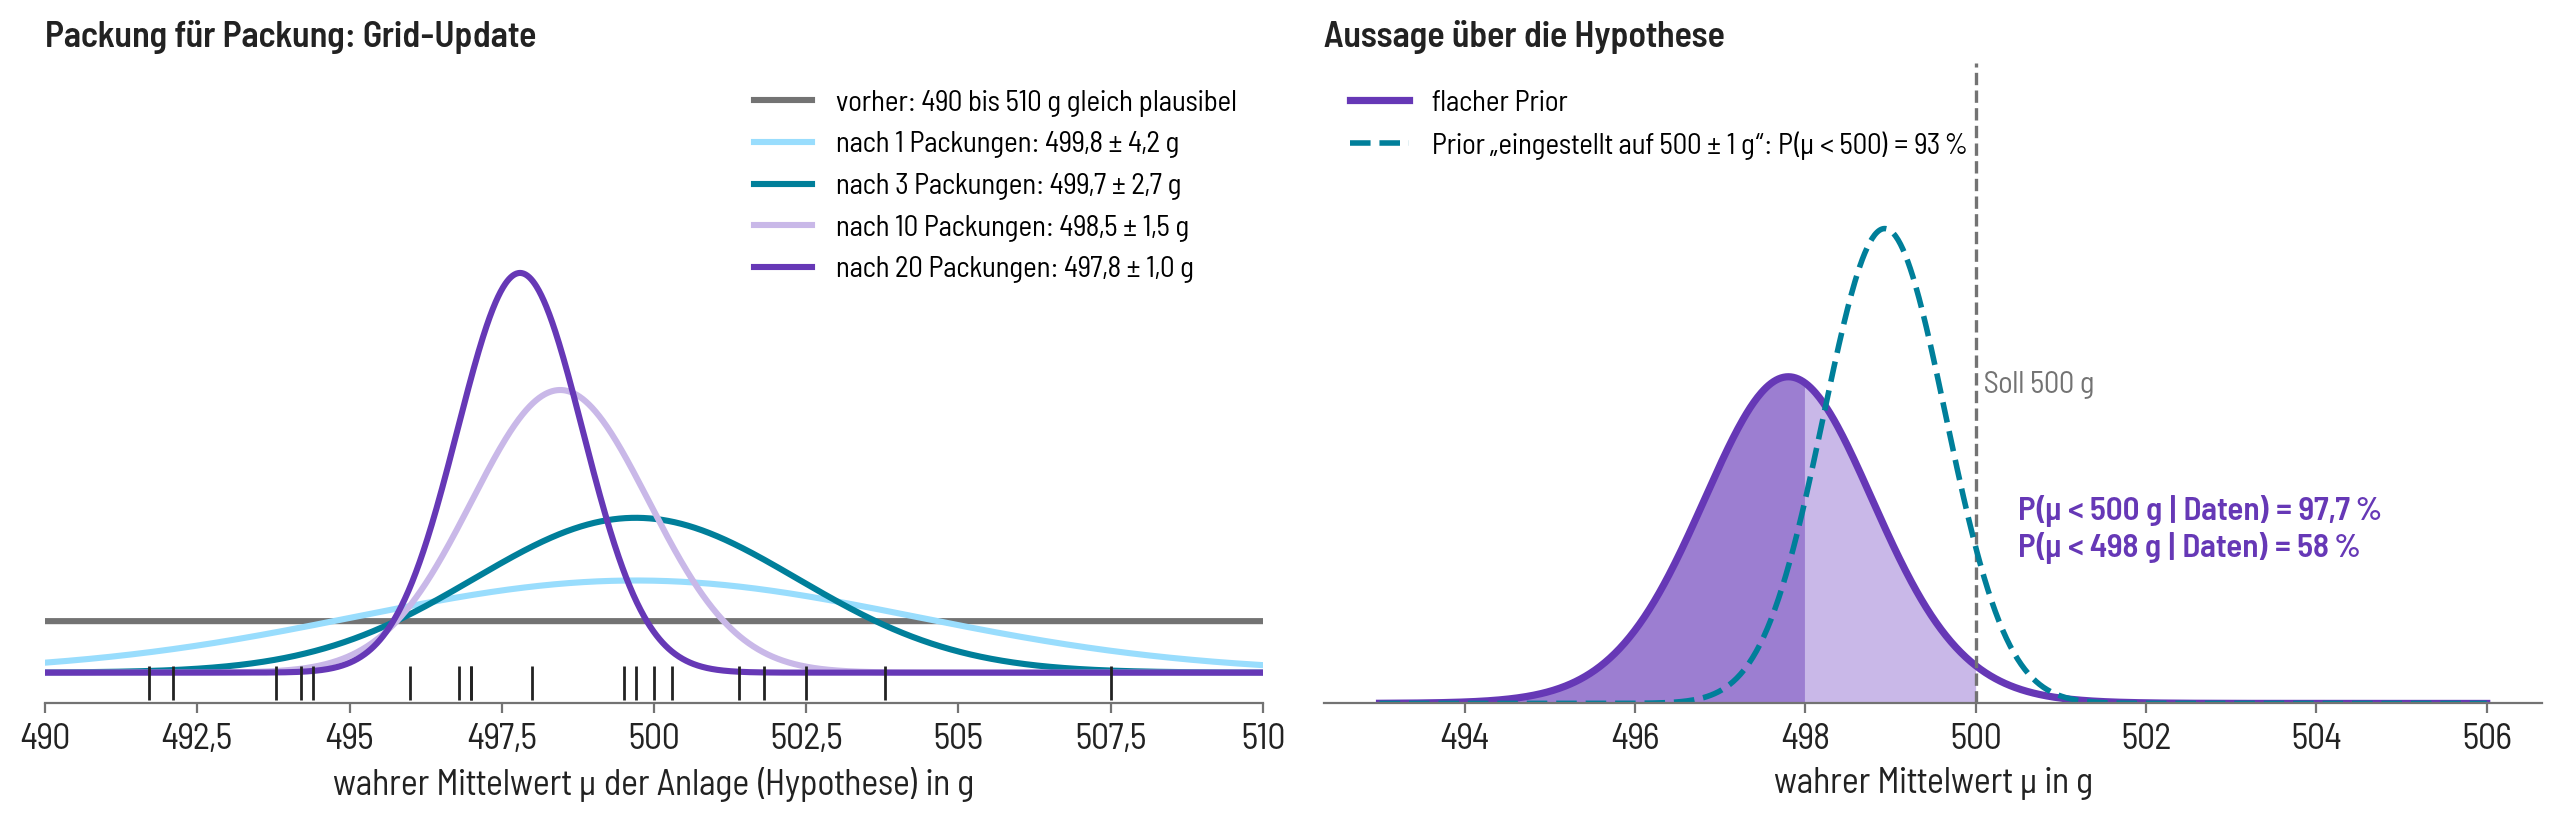 Packung für Packung: Grid-Update
vorher: 490 bis 510 g gleich plausibel
nach 1 Packungen: 499,8 ± 4,2 g
nach 3 Packungen: 499,7 ± 2,7 g
nach 10 Packungen: 498,5 ± 1,5 g
nach 20 Packungen: 497,8 ± 1,0 g
490 492,5 495 497,5 500 502,5 505 507,5 510
wahrer Mittelwert µ der Anlage (Hypothese) in g
Aussage über die Hypothese
flacher Prior
Prior „eingestellt auf 500 ± 1 g“: P(µ < 500) = 93 %
Soll 500 g
P(µ < 500 g | Daten) = 97,7 %
P(µ < 498 g | Daten) = 58 %
494 496 498 500 502 504 506
wahrer Mittelwert µ in g